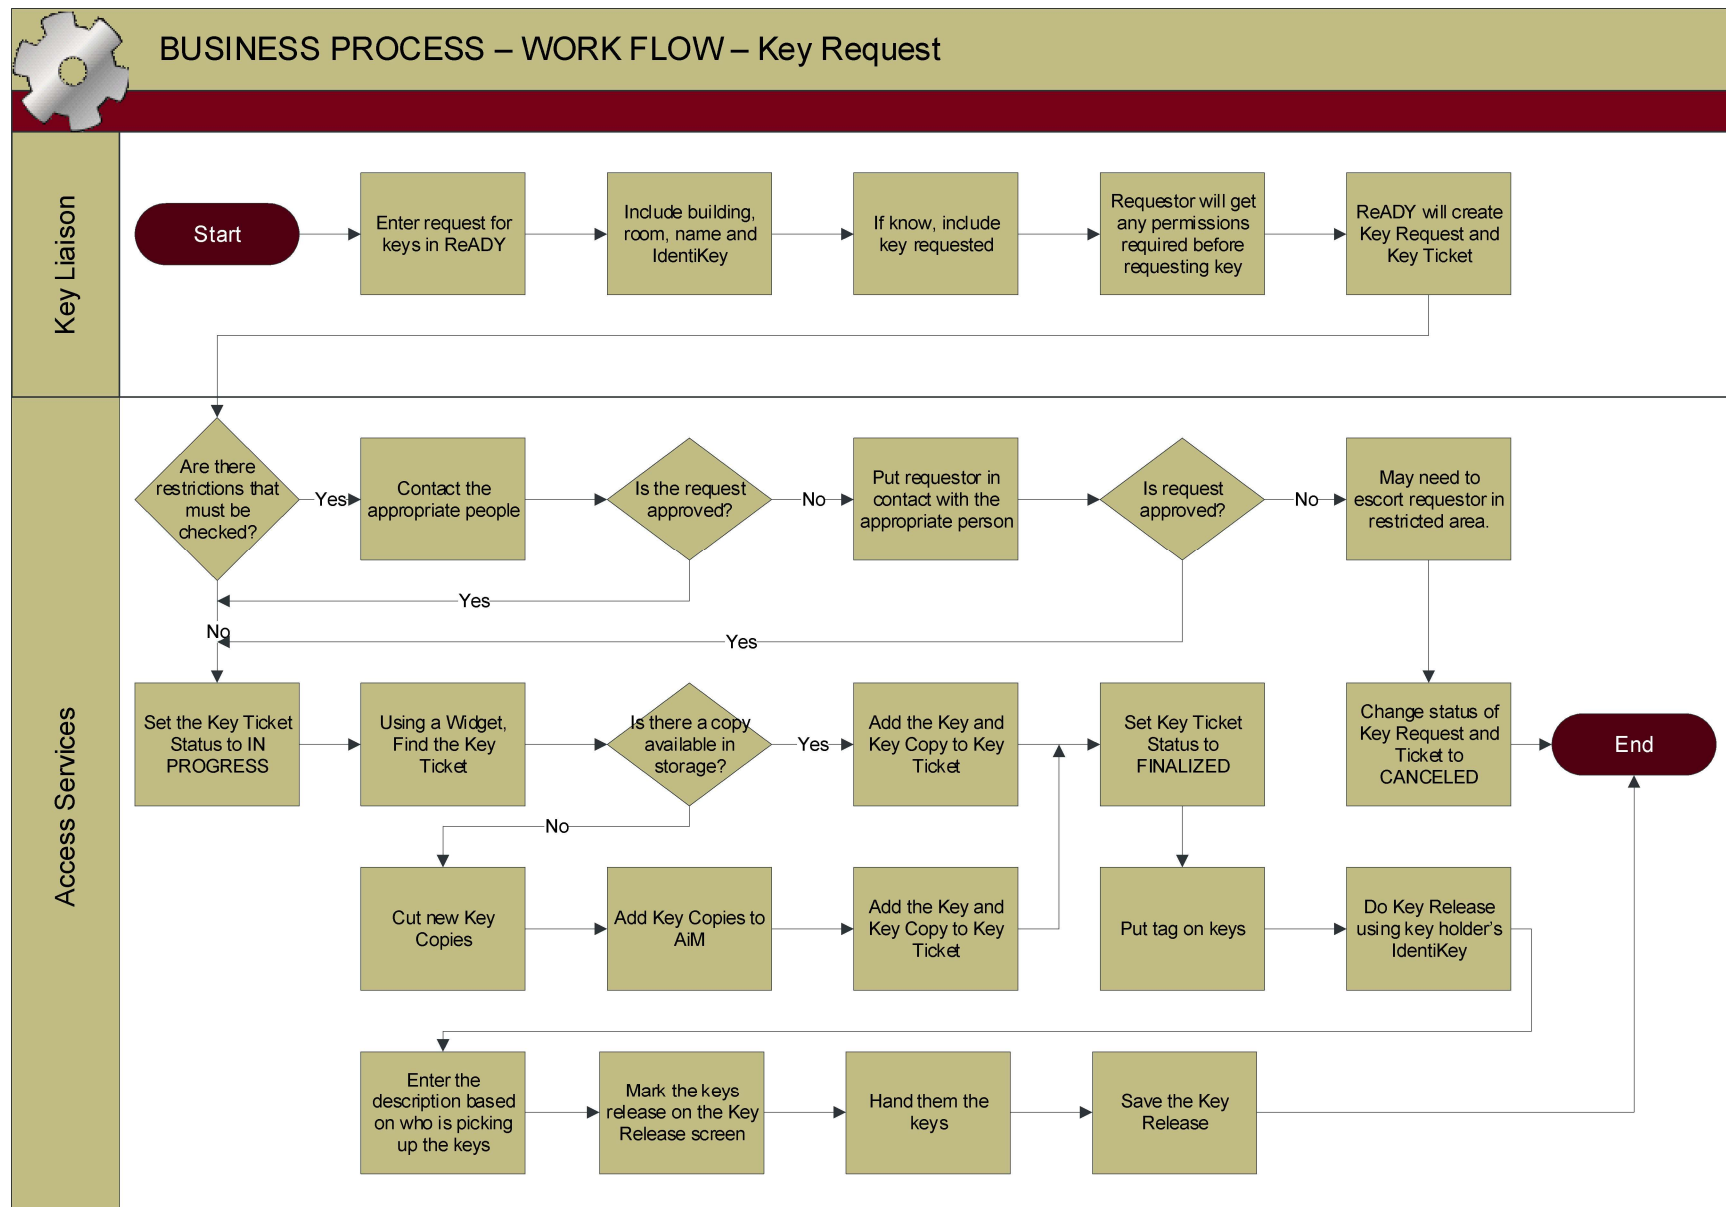 BUSINESS PROCESS – WORK FLOW – Key Request
Key Liaison
Start
Enter request for
keys in ReADY
Include building,
room, name and
IdentiKey
If know, include
key requested
Requestor will get
any permissions
required before
requesting key
ReADY will create
Key Request and
Key Ticket
Access Services
Are there
restrictions that
must be
checked?
Yes
Contact the
appropriate people
Is the request
approved?
No
Put requestor in
contact with the
appropriate person
Is request
approved?
No
May need to
escort requestor in
restricted area.
Yes
No
Yes
Set the Key Ticket
Status to IN
PROGRESS
Using a Widget,
Find the Key
Ticket
Is there a copy
available in
storage?
Yes
Add the Key and
Key Copy to Key
Ticket
Set Key Ticket
Status to
FINALIZED
Change status of
Key Request and
Ticket to
CANCELED
End
No
Cut new Key
Copies
Add Key Copies to
AiM
Add the Key and
Key Copy to Key
Ticket
Put tag on keys
Do Key Release
using key holder's
IdentiKey
Enter the
description based
on who is picking
up the keys
Mark the keys
release on the Key
Release screen
Hand them the
keys
Save the Key
Release